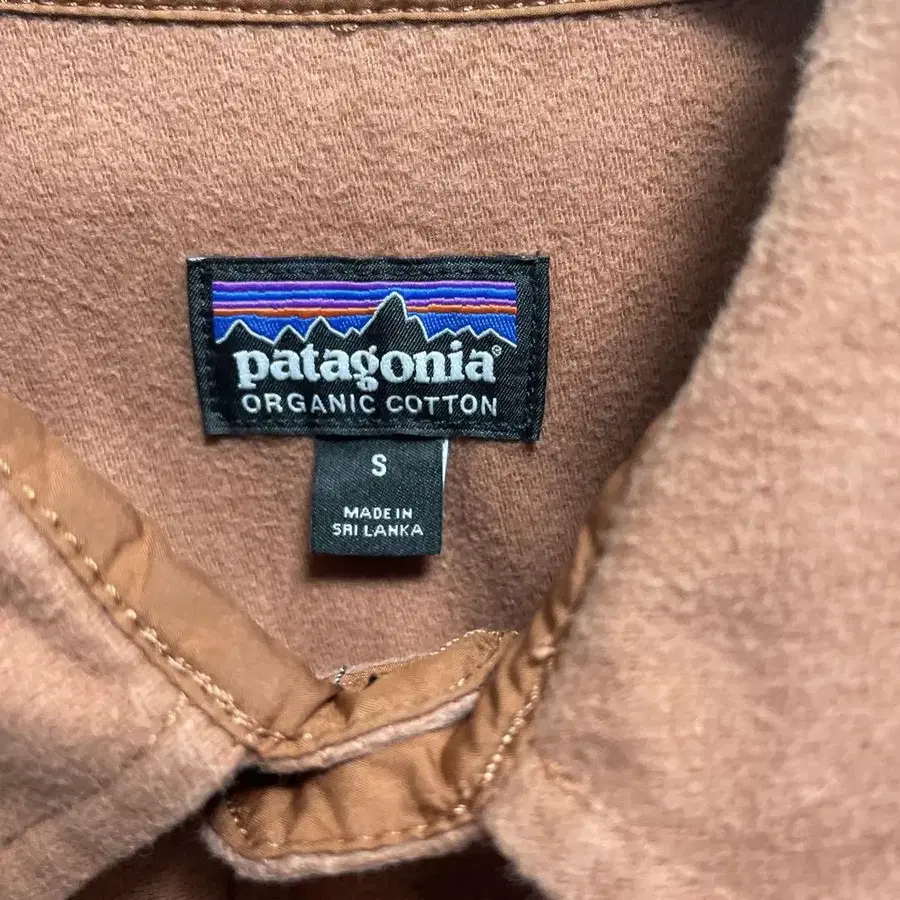 patagonia®
ORGANIC COTTON
S
MADE IN
SRI LANKA